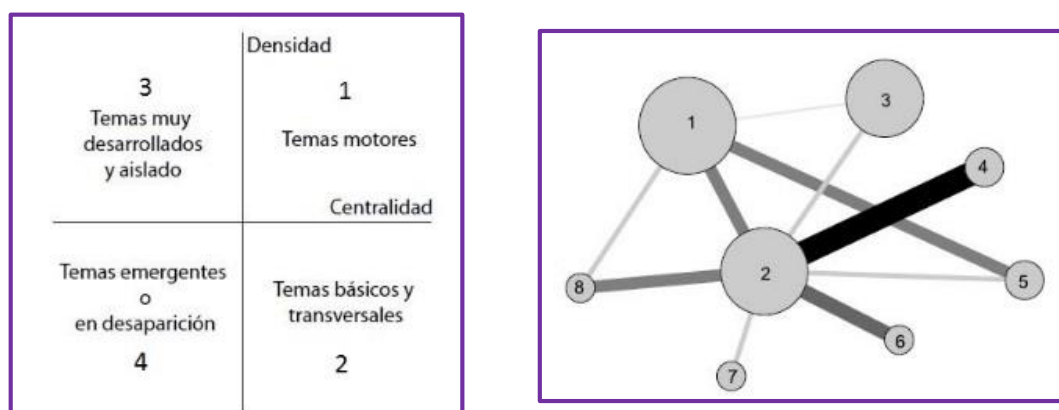 Densidad
3
Temas muy
desarrollados
y aislado
1
Temas motores
Centralidad
Temas emergentes
o
en desaparición
4
Temas básicos y
transversales
2
1
3
4
2
5
8
6
7